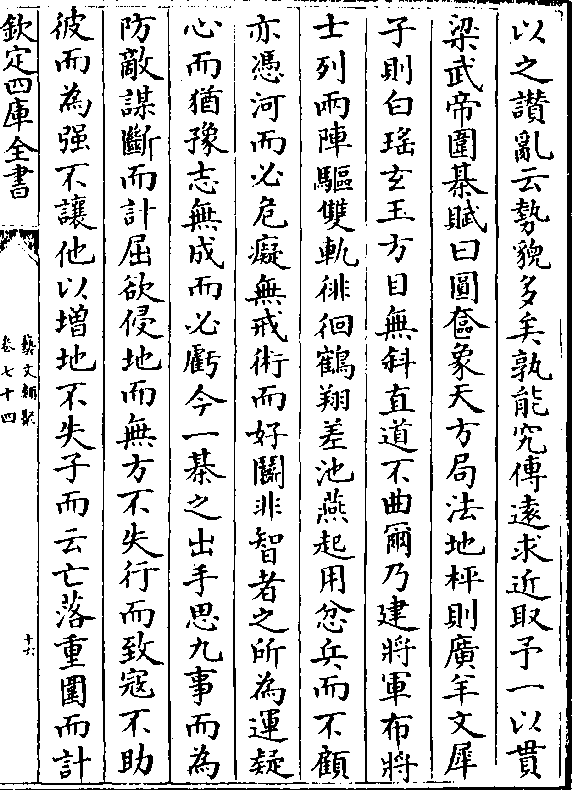 以之讚亂云勢貌多矣孰能究傳遠求近取予一以貫
梁武帝圍棊賦曰圓奩象天方局法地枰則廣羊文犀
子則白瑤玄玉方目無斜直道不曲爾乃建將軍布將
士列兩陣驅雙軌徘徊鶴翔差池燕起用忿兵而不顧
亦憑河而必危癡無戒術而好鬭非智者之所為運疑
心而猶豫志無成而必虧今一棊之出手思九事而為
防敵謀斷而計屈欲侵地而無方不失行而致寇不助
彼而為强不讓他以增地不失子而云亡落重圍而計
欽定四庫全書
藝文類聚
卷七十四
十六